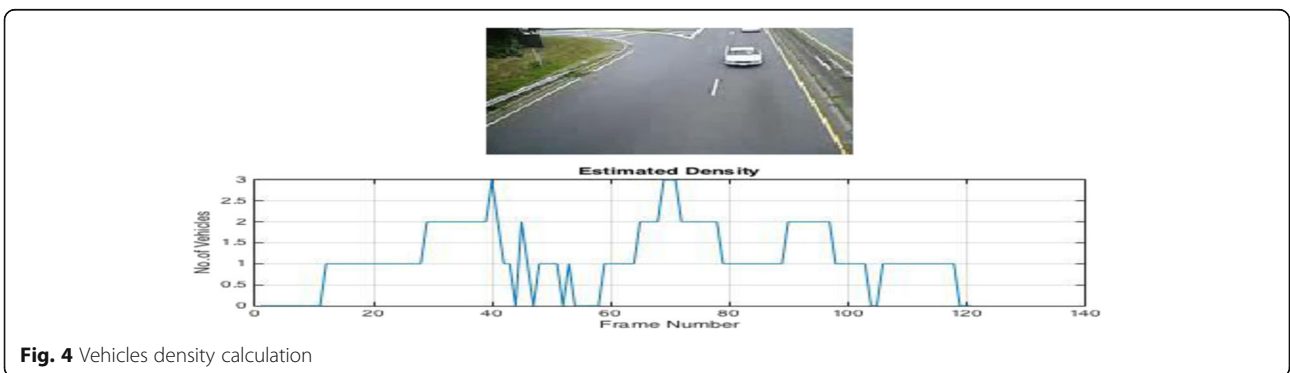 Estimated Density
No.of Vehicles
3
2.5
2
1.5
1
0.5
0
0 20 40 60 80 100 120 140
Frame Number
Fig. 4 Vehicles density calculation